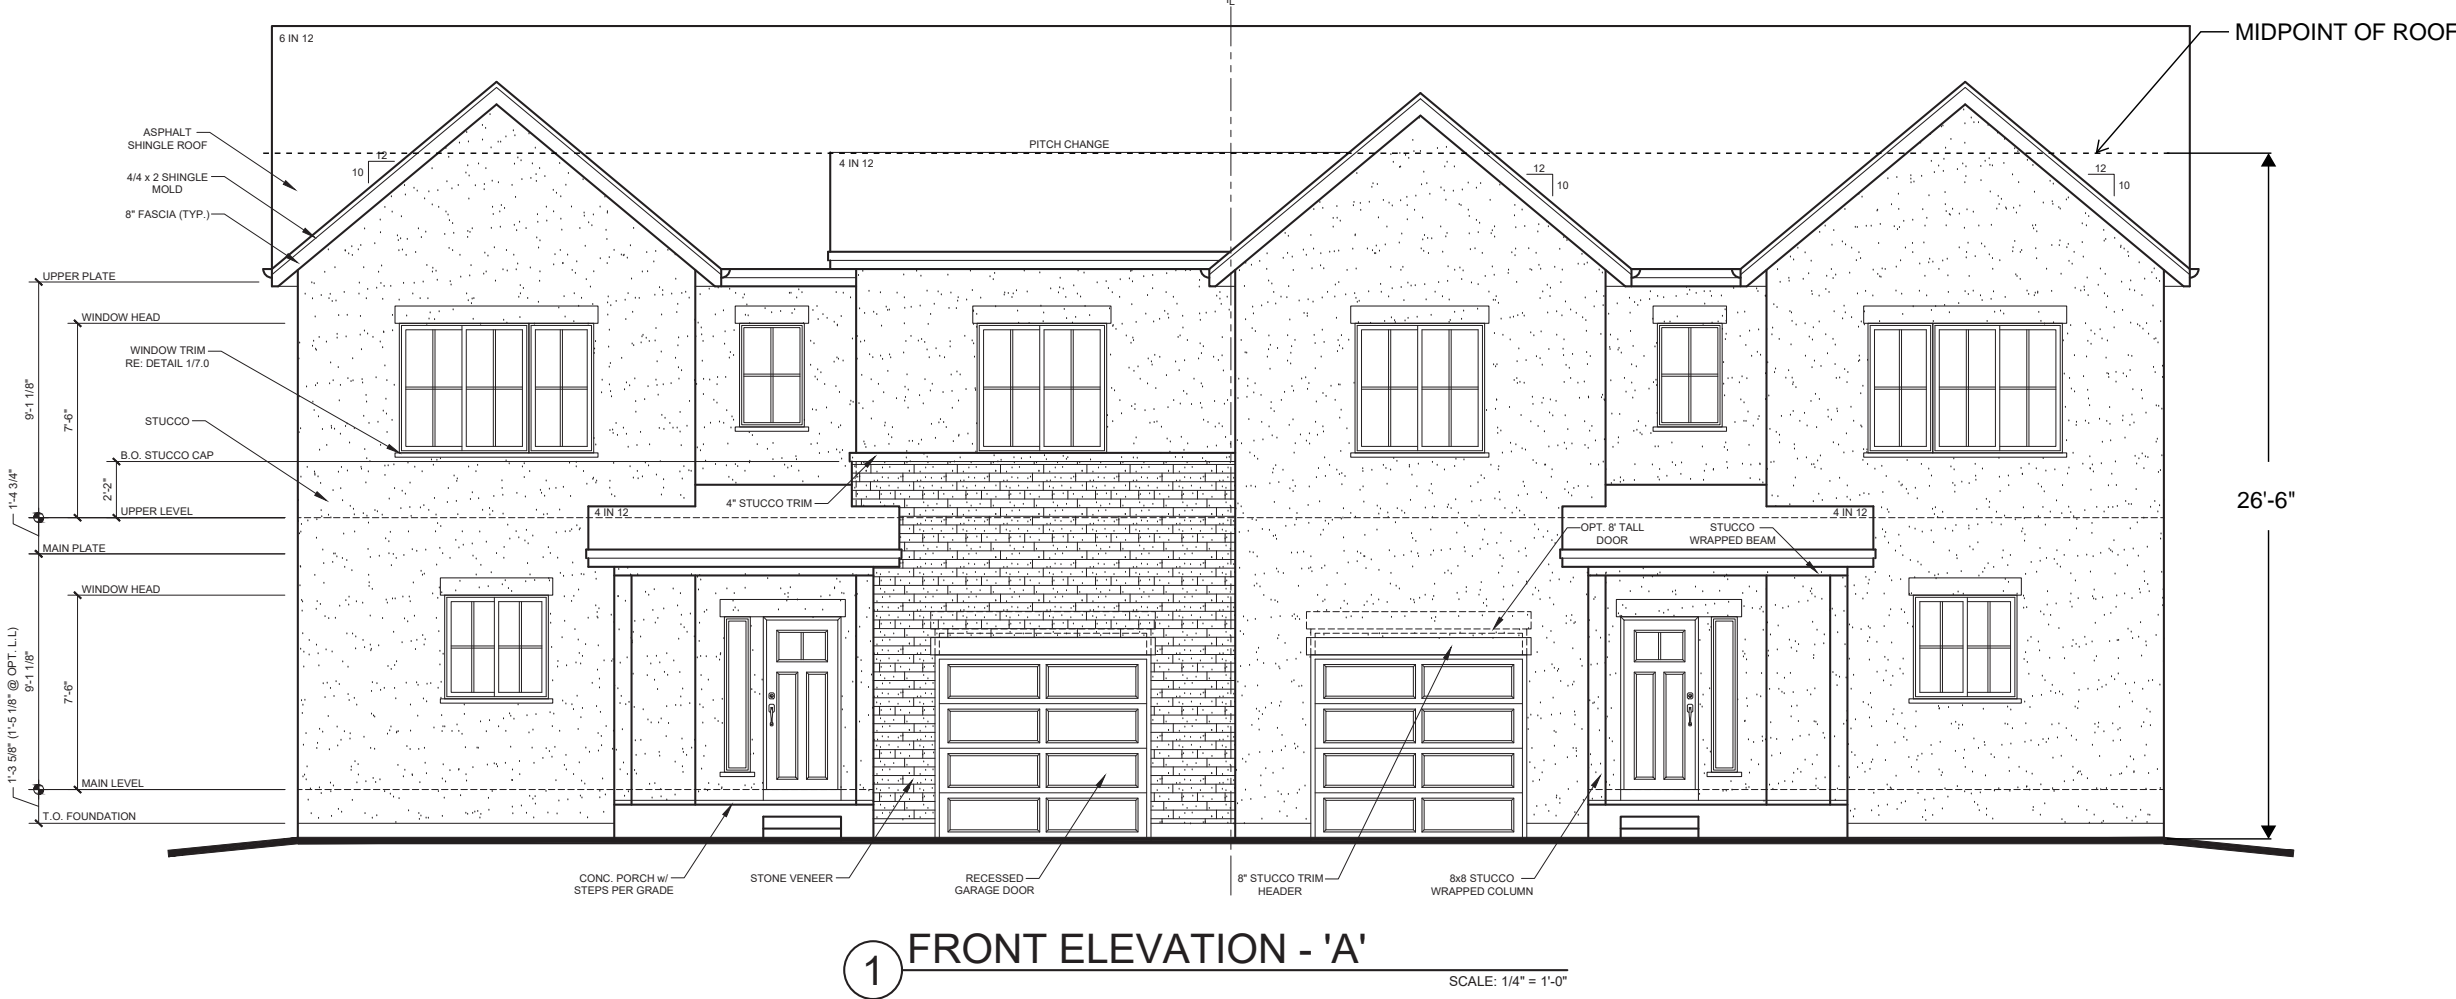 6 IN 12
MIDPOINT OF ROOF
ASPHALT
SHINGLE ROOF
12
10
4/4 x 2 SHINGLE
MOLD
8" FASCIA (TYP.)
PITCH CHANGE
4 IN 12
12
10
12
10
UPPER PLATE
WINDOW HEAD
WINDOW TRIM
RE: DETAIL 1/7.0
9'-1 1/8"
7'-6"
STUCCO
B.O. STUCCO CAP
1'-4 3/4"
2'-2"
UPPER LEVEL
4" STUCCO TRIM
4 IN 12
4 IN 12
26'-6"
OPT. 8' TALL
DOOR
STUCCO
WRAPPED BEAM
MAIN PLATE
WINDOW HEAD
9'-1 1/8"
7'-6"
1'-3 5/8" (1'-5 1/8" @ OPT. L.L)
MAIN LEVEL
T.O. FOUNDATION
CONC. PORCH w/
STEPS PER GRADE
STONE VENEER
RECESSED
GARAGE DOOR
8" STUCCO TRIM
HEADER
8x8 STUCCO
WRAPPED COLUMN
1
FRONT ELEVATION - 'A'
SCALE: 1/4" = 1'-0"